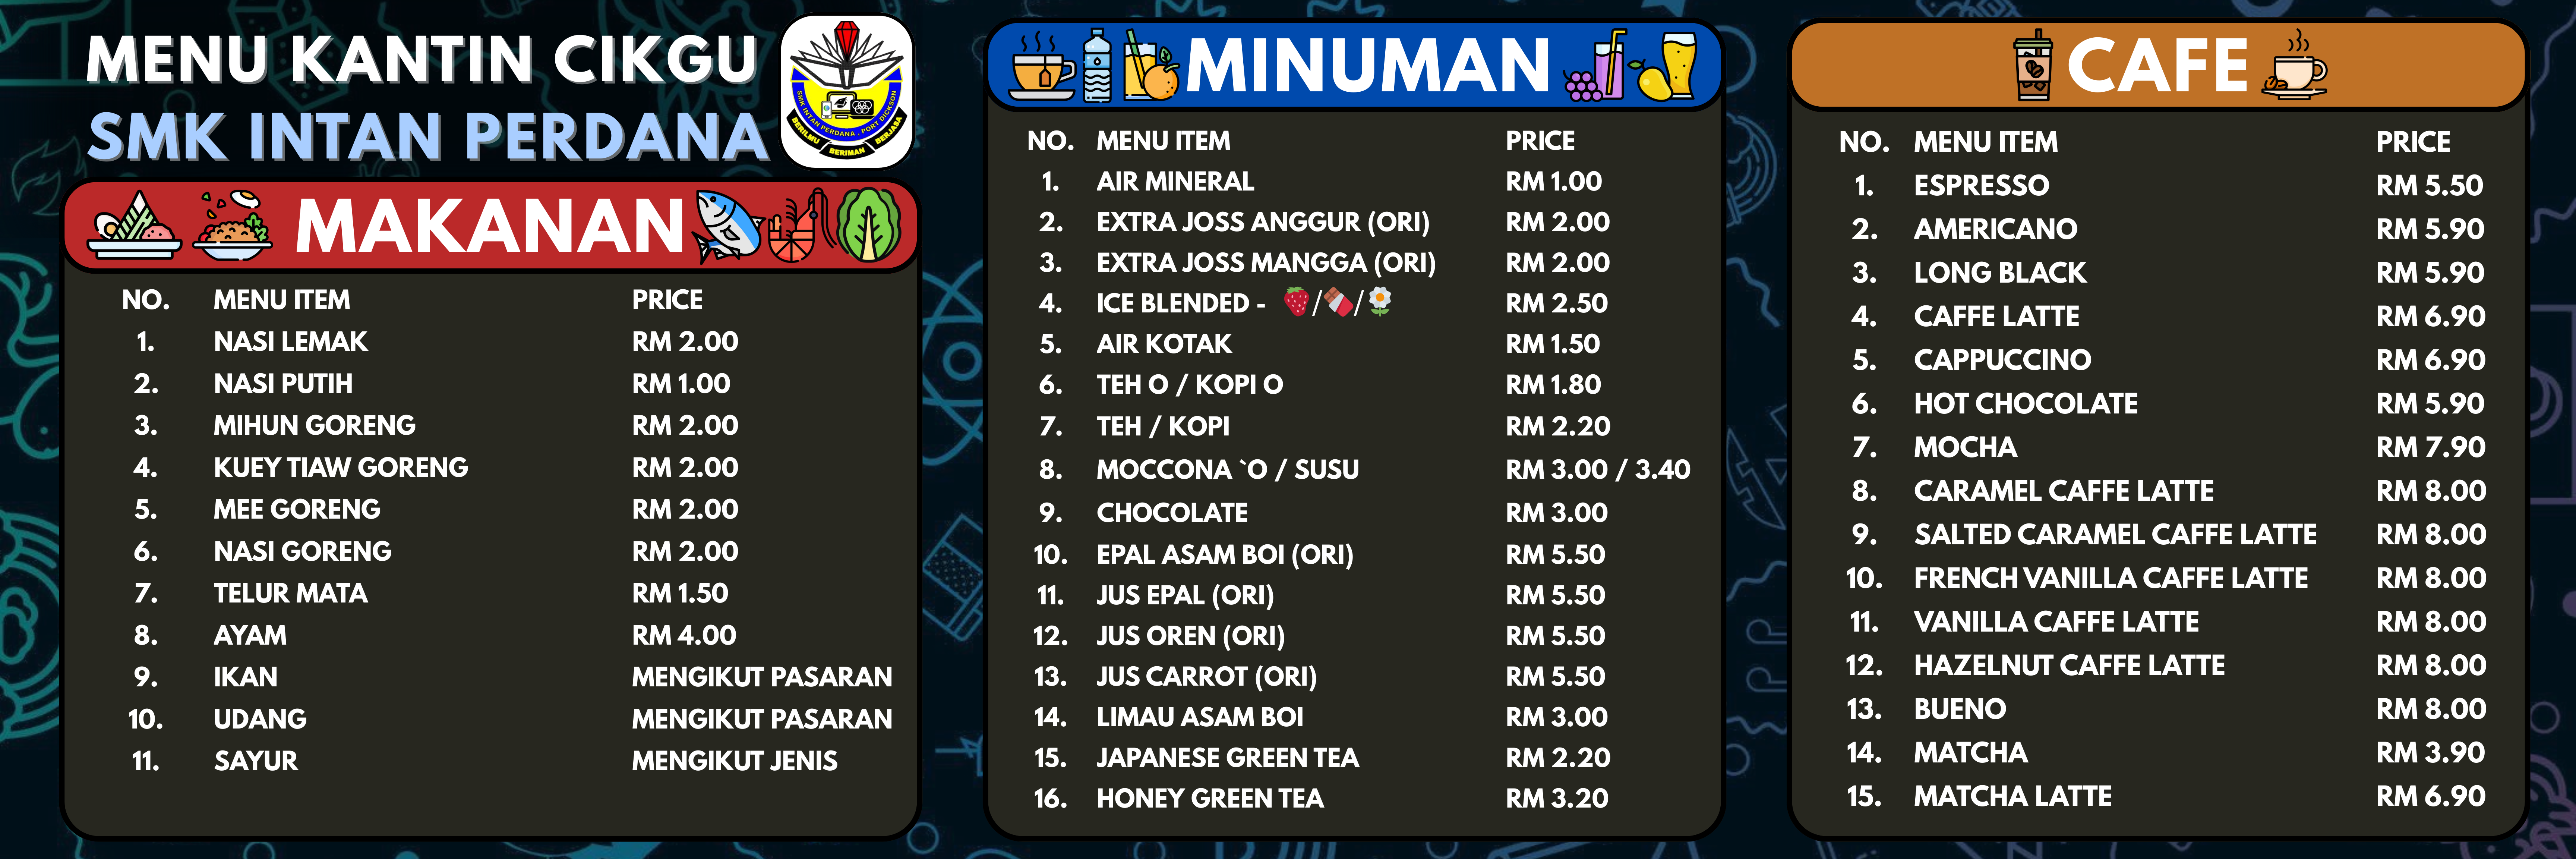 MENU KANTIN CIKGU
SMK INTAN PERDANA
SMK INTAN PERDANA . PORT DICKSON
BERILMU BERIMAN BERJASA
MAKANAN
NO. MENU ITEM PRICE
1. NASI LEMAK RM 2.00
2. NASI PUTIH RM 1.00
3. MIHUN GORENG RM 2.00
4. KUEY TIAW GORENG RM 2.00
5. MEE GORENG RM 2.00
6. NASI GORENG RM 2.00
7. TELUR MATA RM 1.50
8. AYAM RM 4.00
9. IKAN MENGIKUT PASARAN
10. UDANG MENGIKUT PASARAN
11. SAYUR MENGIKUT JENIS
MINUMAN
NO. MENU ITEM PRICE
1. AIR MINERAL RM 1.00
2. EXTRA JOSS ANGGUR (ORI) RM 2.00
3. EXTRA JOSS MANGGA (ORI) RM 2.00
4. ICE BLENDED - 🍓/🍫/🌼 RM 2.50
5. AIR KOTAK RM 1.50
6. TEH O / KOPI O RM 1.80
7. TEH / KOPI RM 2.20
8. MOCCONA `O / SUSU RM 3.00 / 3.40
9. CHOCOLATE RM 3.00
10. EPAL ASAM BOI (ORI) RM 5.50
11. JUS EPAL (ORI) RM 5.50
12. JUS OREN (ORI) RM 5.50
13. JUS CARROT (ORI) RM 5.50
14. LIMAU ASAM BOI RM 3.00
15. JAPANESE GREEN TEA RM 2.20
16. HONEY GREEN TEA RM 3.20
CAFE
NO. MENU ITEM PRICE
1. ESPRESSO RM 5.50
2. AMERICANO RM 5.90
3. LONG BLACK RM 5.90
4. CAFFE LATTE RM 6.90
5. CAPPUCCINO RM 6.90
6. HOT CHOCOLATE RM 5.90
7. MOCHA RM 7.90
8. CARAMEL CAFFE LATTE RM 8.00
9. SALTED CARAMEL CAFFE LATTE RM 8.00
10. FRENCH VANILLA CAFFE LATTE RM 8.00
11. VANILLA CAFFE LATTE RM 8.00
12. HAZELNUT CAFFE LATTE RM 8.00
13. BUENO RM 8.00
14. MATCHA RM 3.90
15. MATCHA LATTE RM 6.90